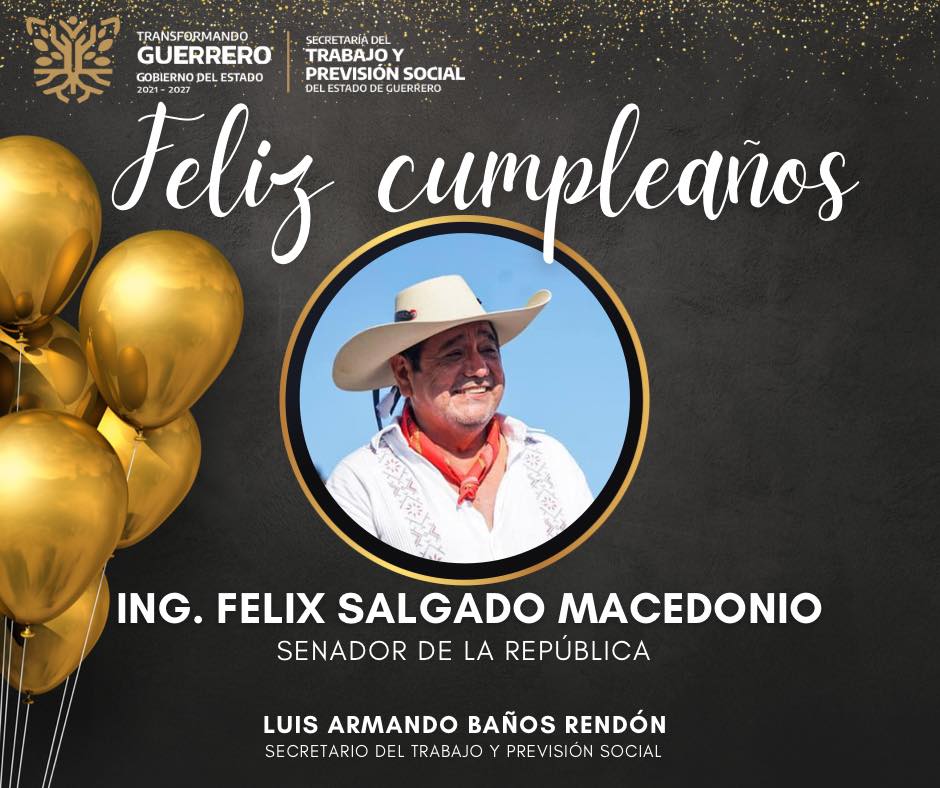 TRANSFORMANDO
GUERRERO
GOBIERNO DEL ESTADO
2021 - 2027
SECRETARÍA DEL
TRABAJO Y
PREVISIÓN SOCIAL
DEL ESTADO DE GUERRERO
Feliz cumpleaños
ING. FELIX SALGADO MACEDONIO
SENADOR DE LA REPÚBLICA
LUIS ARMANDO BAÑOS RENDÓN
SECRETARIO DEL TRABAJO Y PREVISIÓN SOCIAL